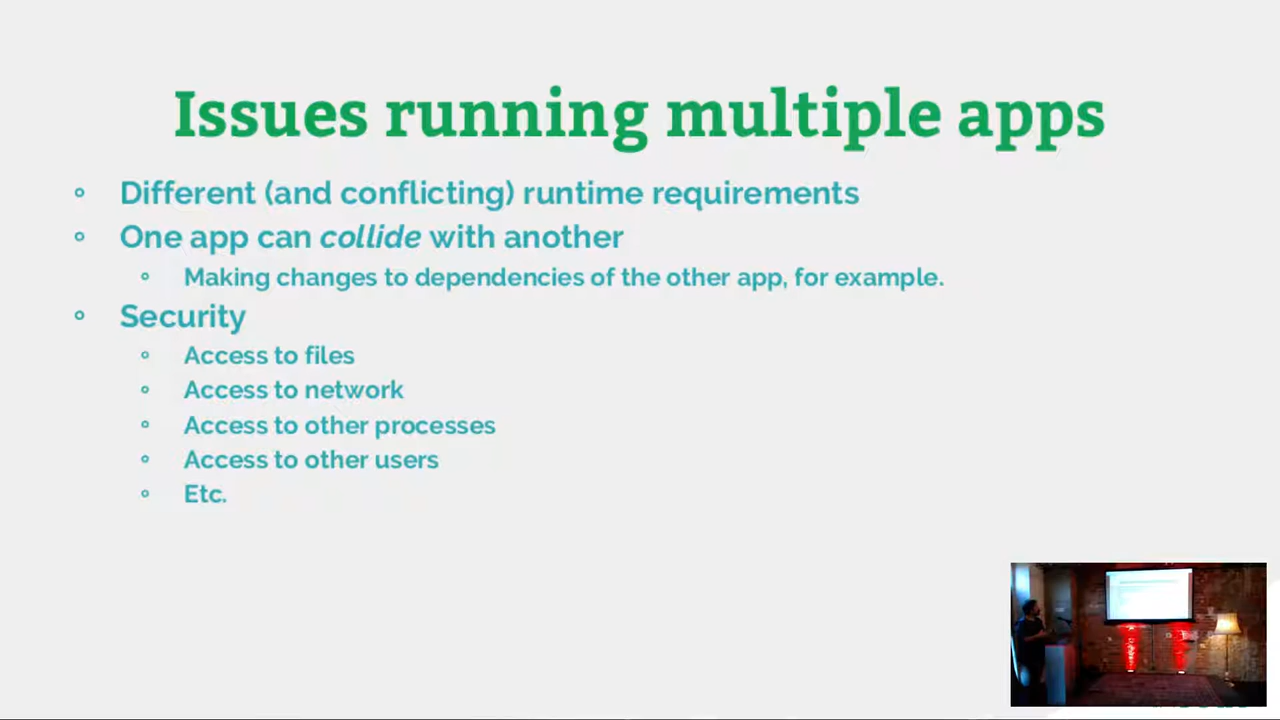 Issues running multiple apps
Different (and conflicting) runtime requirements
One app can collide with another
Making changes to dependencies of the other app, for example.
Security
Access to files
Access to network
Access to other processes
Access to other users
Etc.